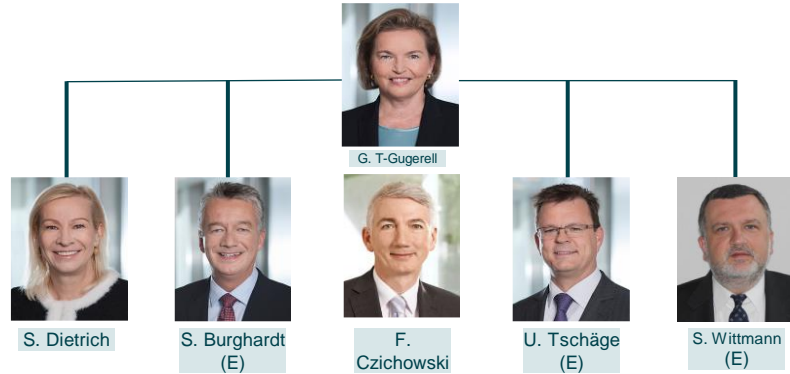 G. T-Gugerell
S. Dietrich
S. Burghardt
(E)
F.
Czichowski
U. Tschäge
(E)
S. Wittmann
(E)